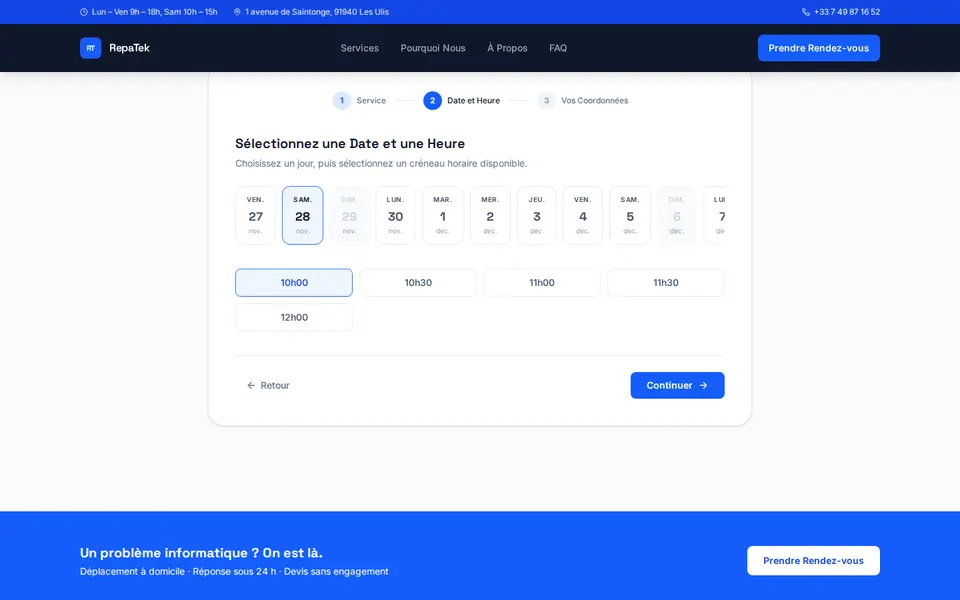 Lun – Ven 9h – 18h, Sam 10h – 15h 1 avenue de Saintonge, 91940 Les Ulis +33 7 49 87 16 52
RT RepaTek Services Pourquoi Nous À Propos FAQ Prendre Rendez-vous
1 Service 2 Date et Heure 3 Vos Coordonnées
Sélectionnez une Date et une Heure
Choisissez un jour, puis sélectionnez un créneau horaire disponible.
VEN. SAM. DIM. LUN. MAR. MER. JEU. VEN. SAM. DIM. LU
27 28 29 30 1 2 3 4 5 6 7
nov. nov. nov. nov. déc. déc. déc. déc. déc. déc. dé
10h00 10h30 11h00 11h30
12h00
Retour Continuer
Un problème informatique ? On est là.
Déplacement à domicile · Réponse sous 24 h · Devis sans engagement
Prendre Rendez-vous